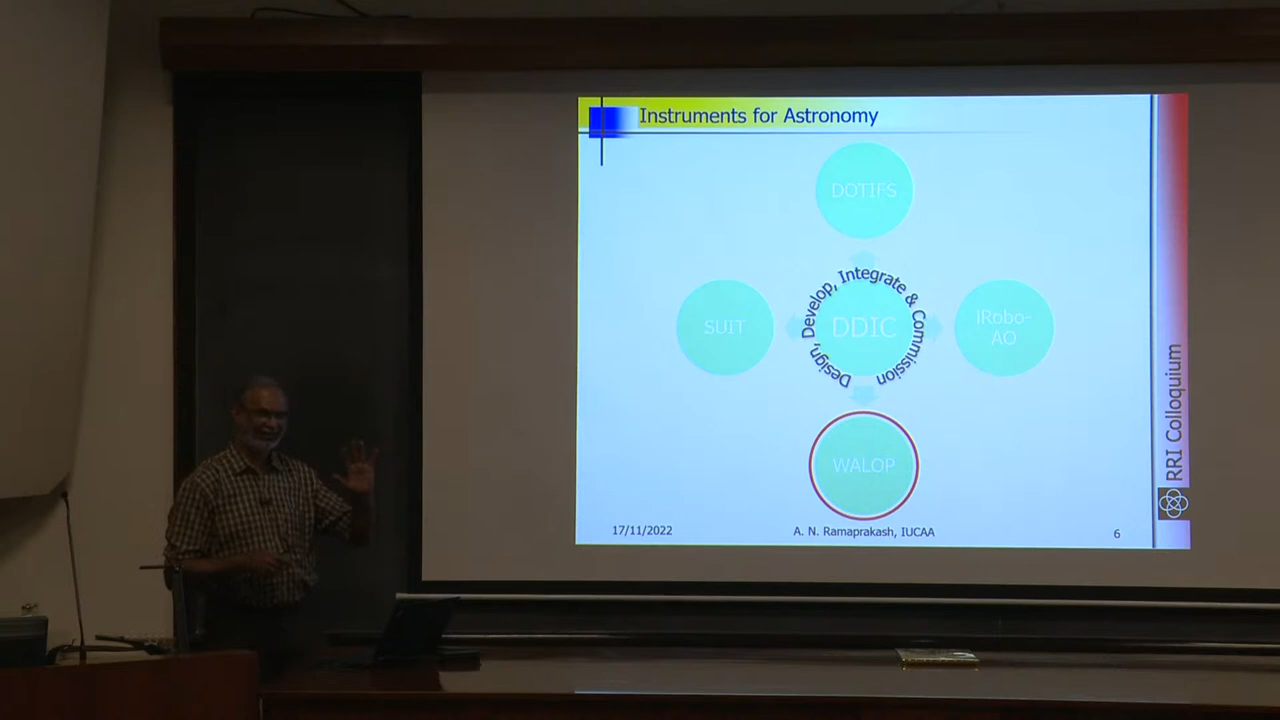 Instruments for Astronomy
DOTIFS
Design, Develop, Integrate & Commission
SUIT
DDIC
iRobo-
AO
WALOP
17/11/2022
A. N. Ramaprakash, IUCAA
6
RRI Colloquium